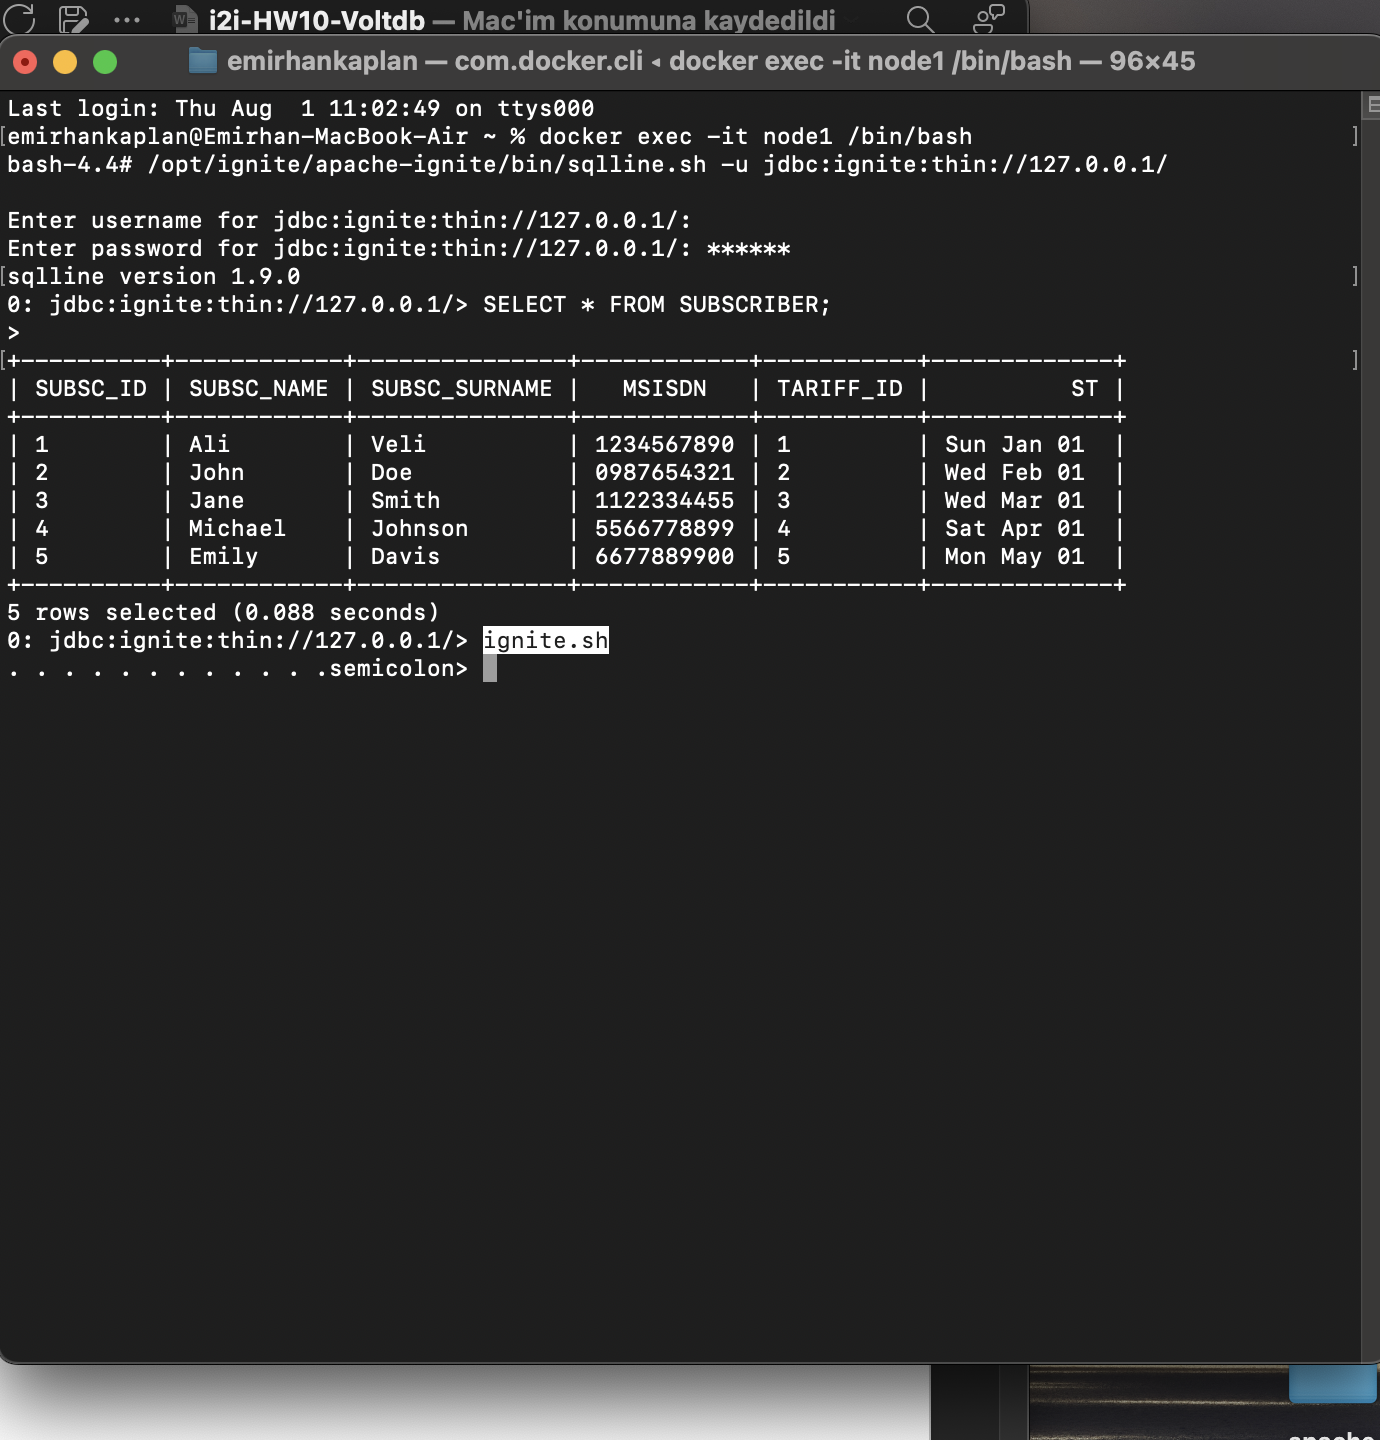 i2i-HW10-Voltdb — Mac'im konumuna kaydedildi
emirhankaplan — com.docker.cli ◂ docker exec -it node1 /bin/bash — 96×45
Last login: Thu Aug  1 11:02:49 on ttys000
[emirhankaplan@Emirhan-MacBook-Air ~ % docker exec -it node1 /bin/bash ]
bash-4.4# /opt/ignite/apache-ignite/bin/sqlline.sh -u jdbc:ignite:thin://127.0.0.1/
Enter username for jdbc:ignite:thin://127.0.0.1/:
Enter password for jdbc:ignite:thin://127.0.0.1/: ******
[sqlline version 1.9.0 ]
0: jdbc:ignite:thin://127.0.0.1/> SELECT * FROM SUBSCRIBER;
>
[+----------+------------+---------------+------------+-----------+-------------+ ]
| SUBSC_ID | SUBSC_NAME | SUBSC_SURNAME |   MSISDN   | TARIFF_ID |          ST |
+----------+------------+---------------+------------+-----------+-------------+
| 1        | Ali        | Veli          | 1234567890 | 1         | Sun Jan 01  |
| 2        | John       | Doe           | 0987654321 | 2         | Wed Feb 01  |
| 3        | Jane       | Smith         | 1122334455 | 3         | Wed Mar 01  |
| 4        | Michael    | Johnson       | 5566778899 | 4         | Sat Apr 01  |
| 5        | Emily      | Davis         | 6677889900 | 5         | Mon May 01  |
+----------+------------+---------------+------------+-----------+-------------+
5 rows selected (0.088 seconds)
0: jdbc:ignite:thin://127.0.0.1/> ignite.sh
. . . . . . . . . . . .semicolon>